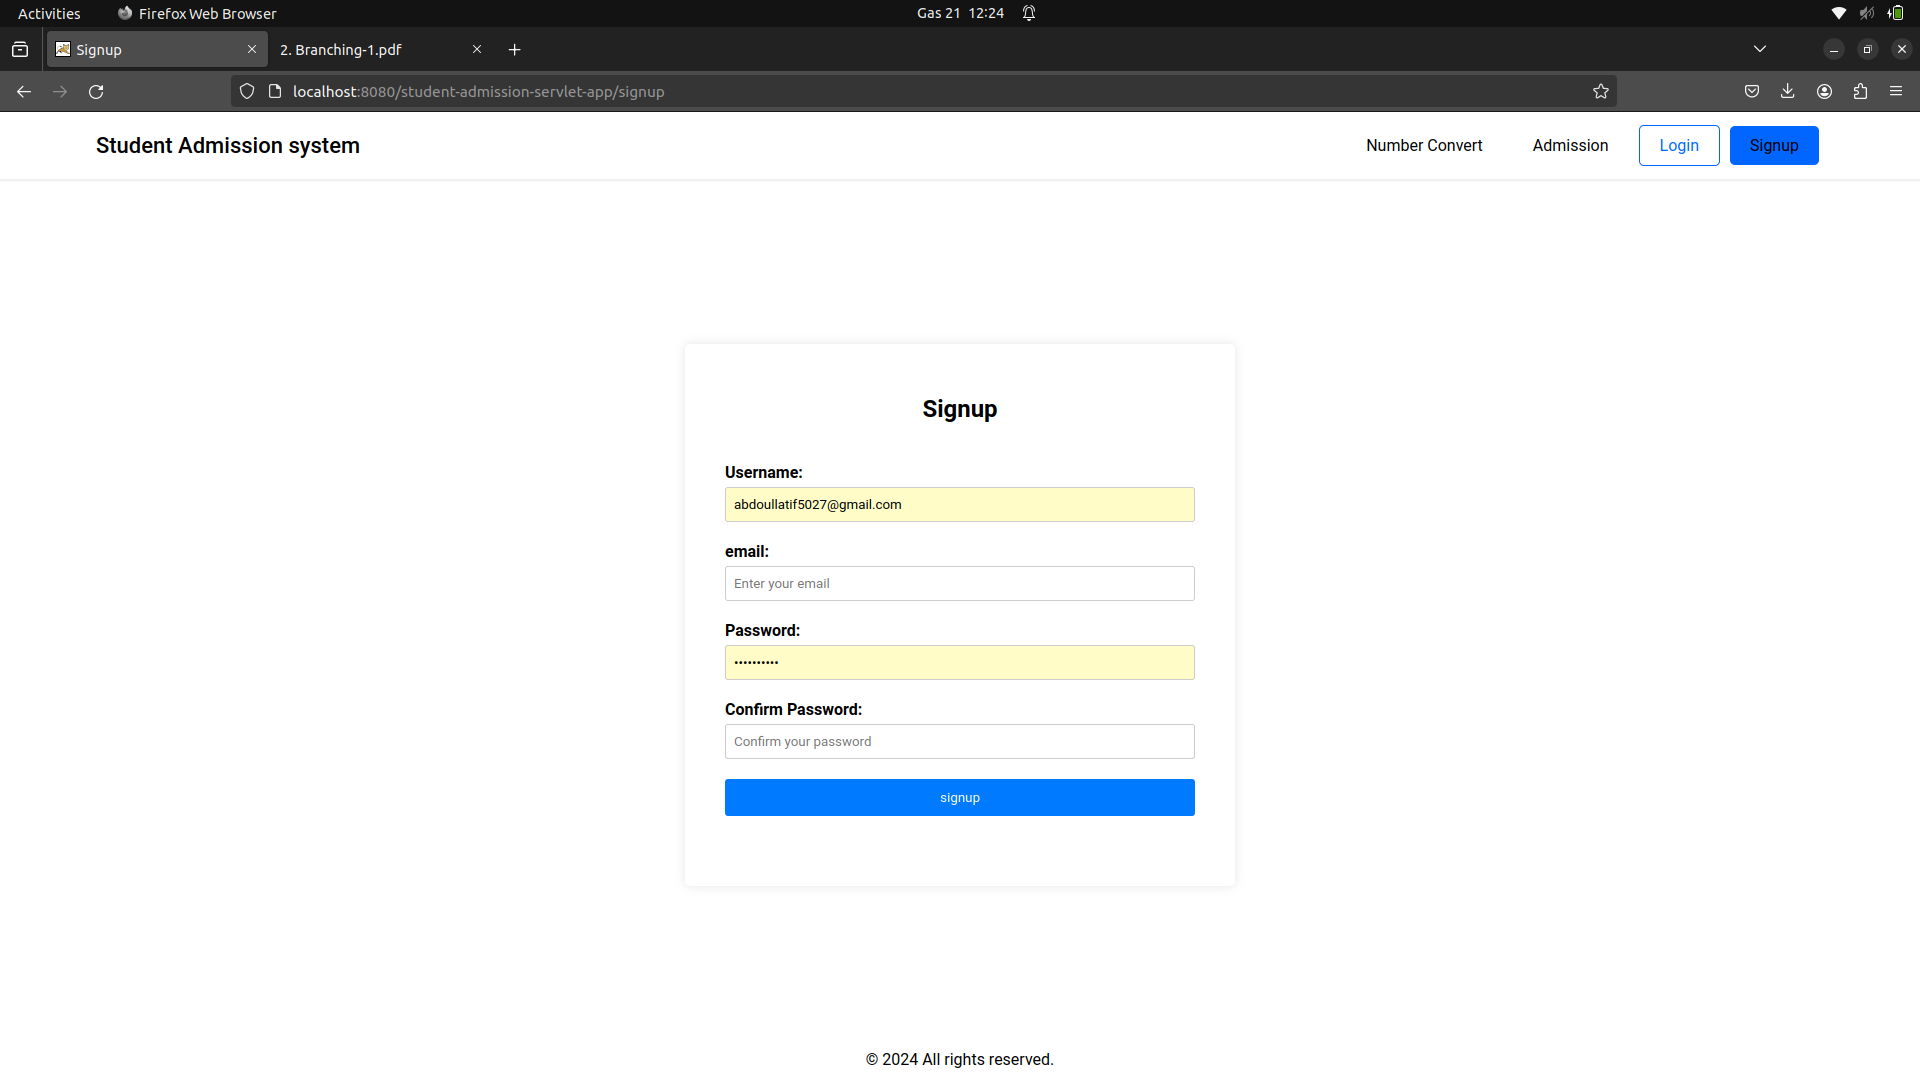 Activities
Firefox Web Browser
Gas 21 12:24
Signup
2. Branching-1.pdf
localhost:8080/student-admission-servlet-app/signup
Student Admission system
Number Convert
Admission
Login
Signup
Signup
Username:
abdoullatif5027@gmail.com
email:
Enter your email
Password:
••••••••••
Confirm Password:
Confirm your password
signup
© 2024 All rights reserved.